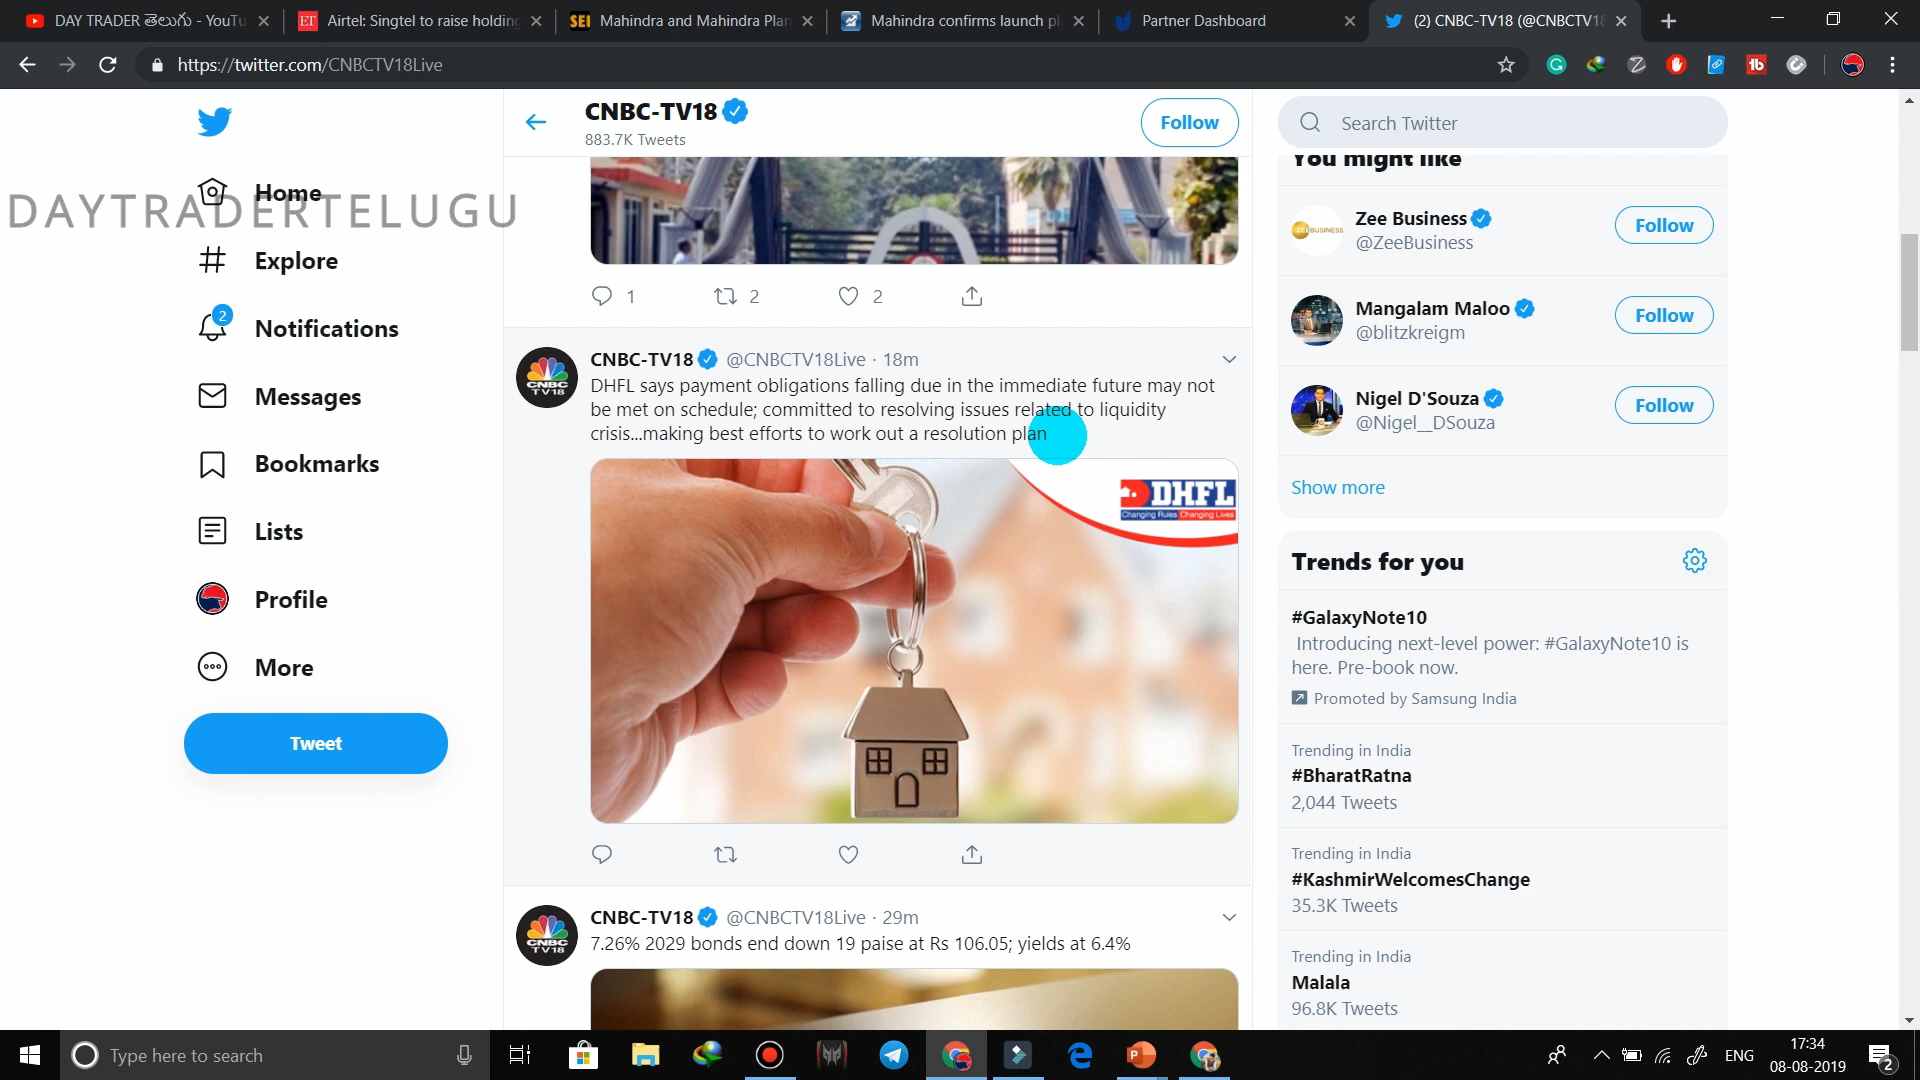 DAY TRADER తెలుగు - YouTu
Airtel: Singtel to raise holding
Mahindra and Mahindra Plan
Mahindra confirms launch pl
Partner Dashboard
(2) CNBC-TV18 (@CNBCTV18
https://twitter.com/CNBCTV18Live
DAYTRADERTELUGU
Home
Explore
2
Notifications
Messages
Bookmarks
Lists
Profile
More
Tweet
CNBC-TV18
883.7K Tweets
Follow
1 2 2
CNBC-TV18 @CNBCTV18Live · 18m
DHFL says payment obligations falling due in the immediate future may not
be met on schedule; committed to resolving issues related to liquidity
crisis...making best efforts to work out a resolution plan
DHFL
Changing Rules Changing Lives
CNBC-TV18 @CNBCTV18Live · 29m
7.26% 2029 bonds end down 19 paise at Rs 106.05; yields at 6.4%
Search Twitter
You might like
Zee Business
@ZeeBusiness
Follow
Mangalam Maloo
@blitzkreigm
Follow
Nigel D'Souza
@Nigel__DSouza
Follow
Show more
Trends for you
#GalaxyNote10
Introducing next-level power: #GalaxyNote10 is
here. Pre-book now.
Promoted by Samsung India
Trending in India
#BharatRatna
2,044 Tweets
Trending in India
#KashmirWelcomesChange
35.3K Tweets
Trending in India
Malala
96.8K Tweets
Type here to search
ENG
17:34
08-08-2019
2